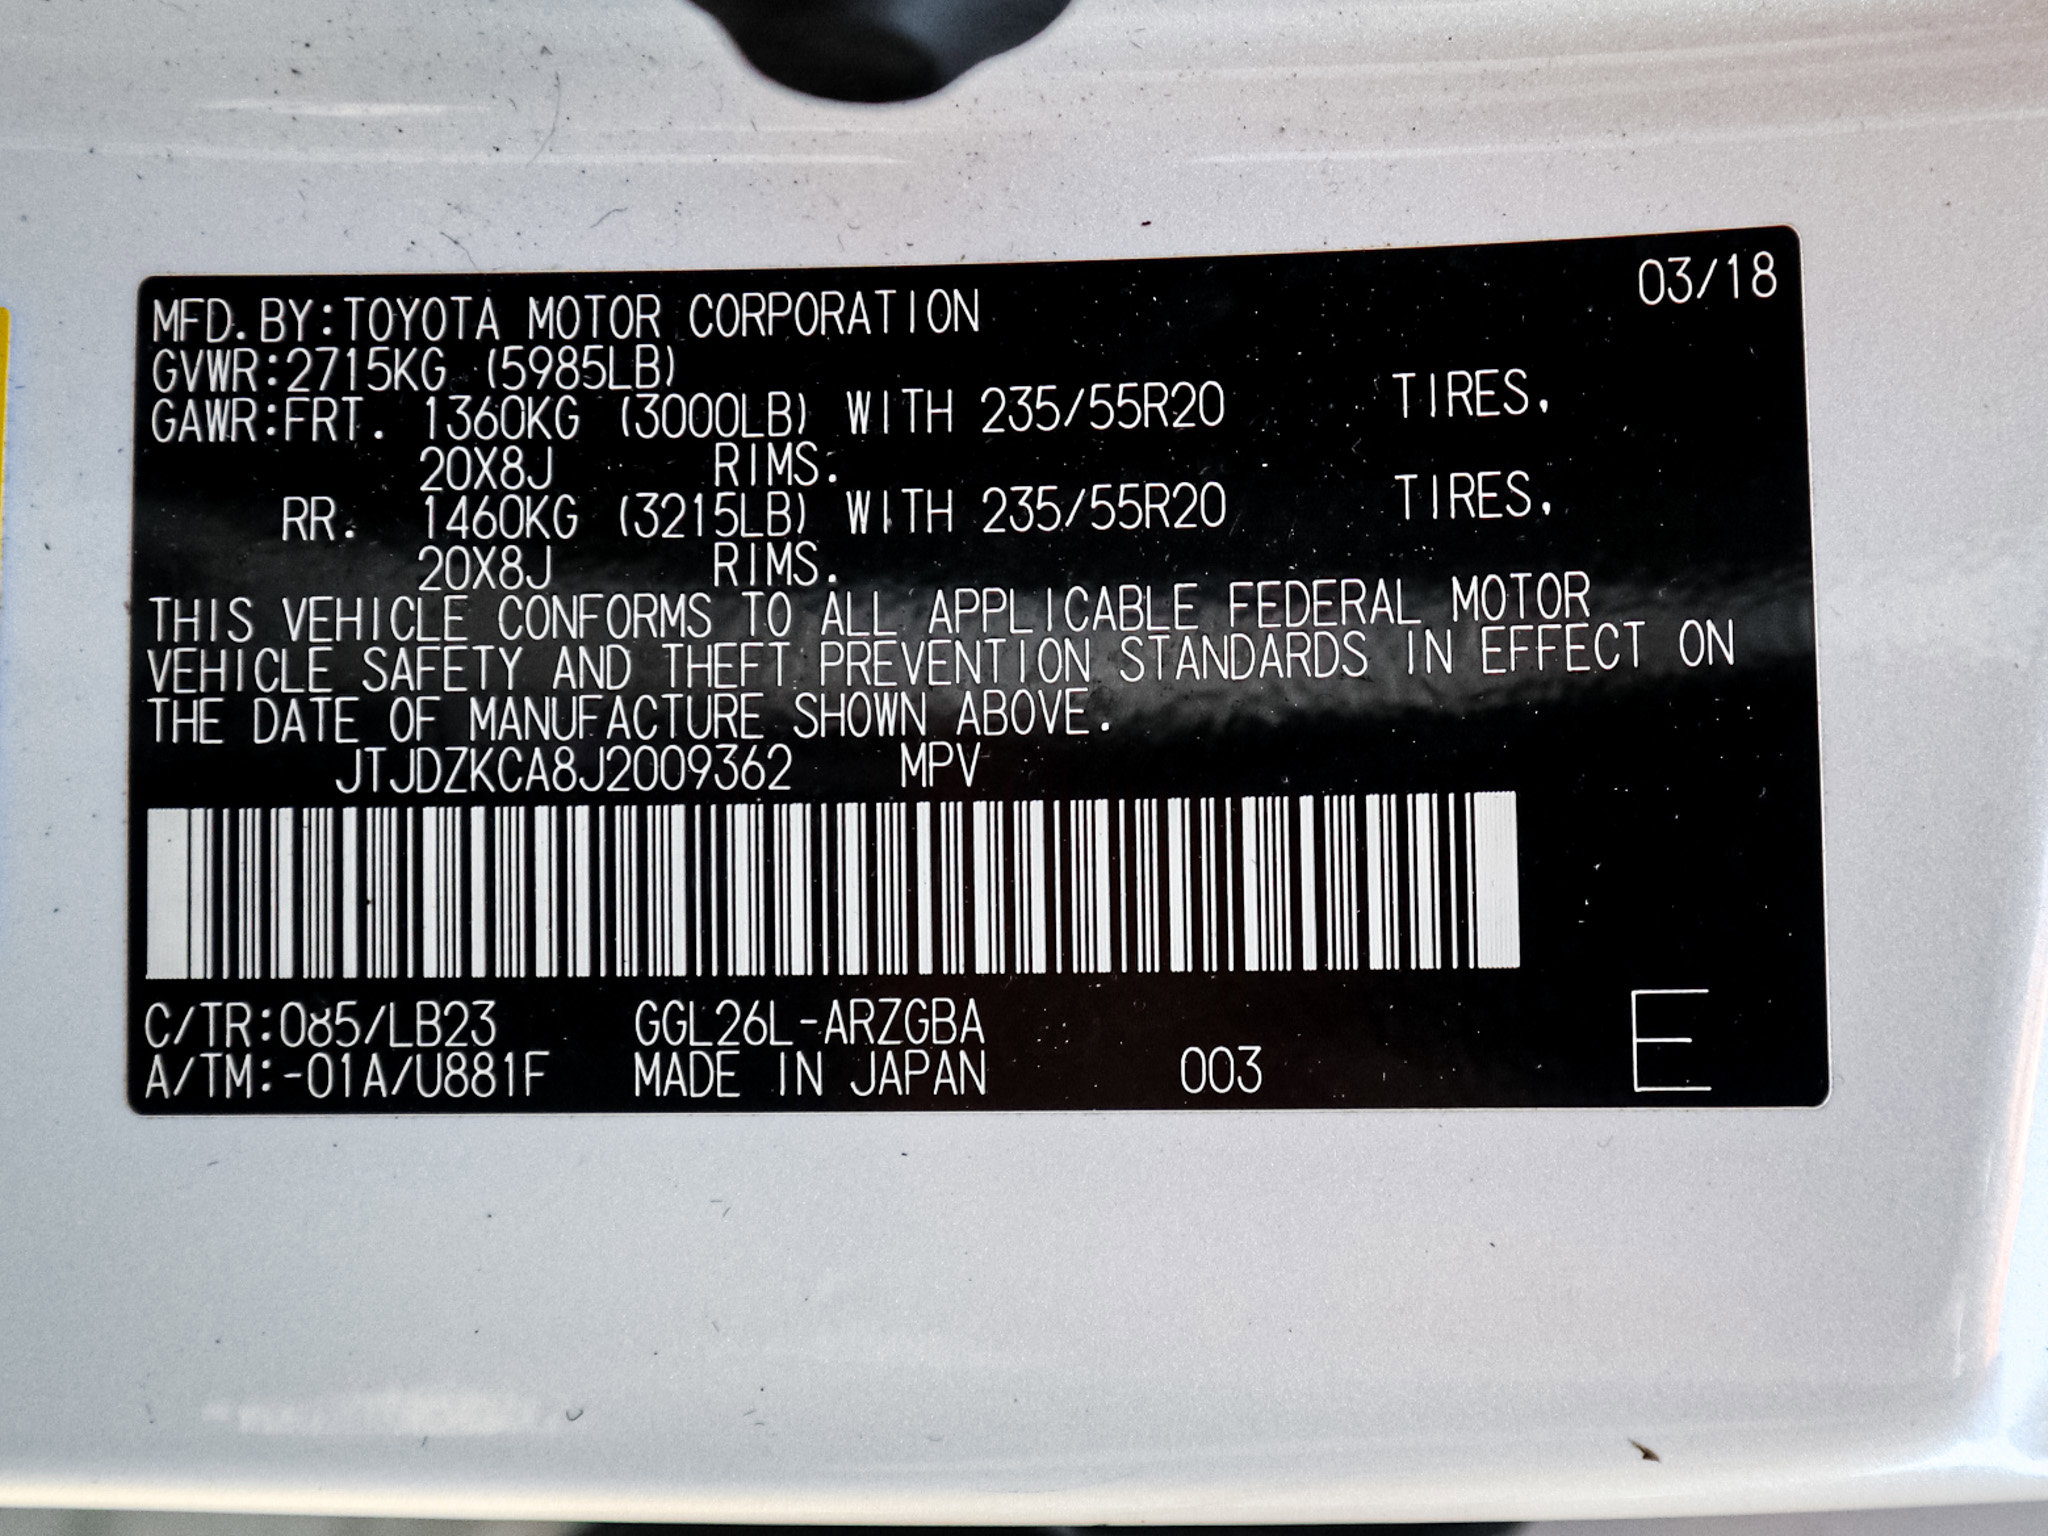 03/18
MFD.BY:TOYOTA MOTOR CORPORATION
GVWR:2715KG (5985LB)
GAWR:FRT. 1360KG (3000LB) WITH 235/55R20 TIRES,
20X8J RIMS.
RR. 1460KG (3215LB) WITH 235/55R20 TIRES,
20X8J RIMS.
THIS VEHICLE CONFORMS TO ALL APPLICABLE FEDERAL MOTOR
VEHICLE SAFETY AND THEFT PREVENTION STANDARDS IN EFFECT ON
THE DATE OF MANUFACTURE SHOWN ABOVE.
JTJDZKCA8J2009362 MPV
C/TR:085/LB23 GGL26L-ARZGBA
A/TM:-01A/U881F MADE IN JAPAN 003 E